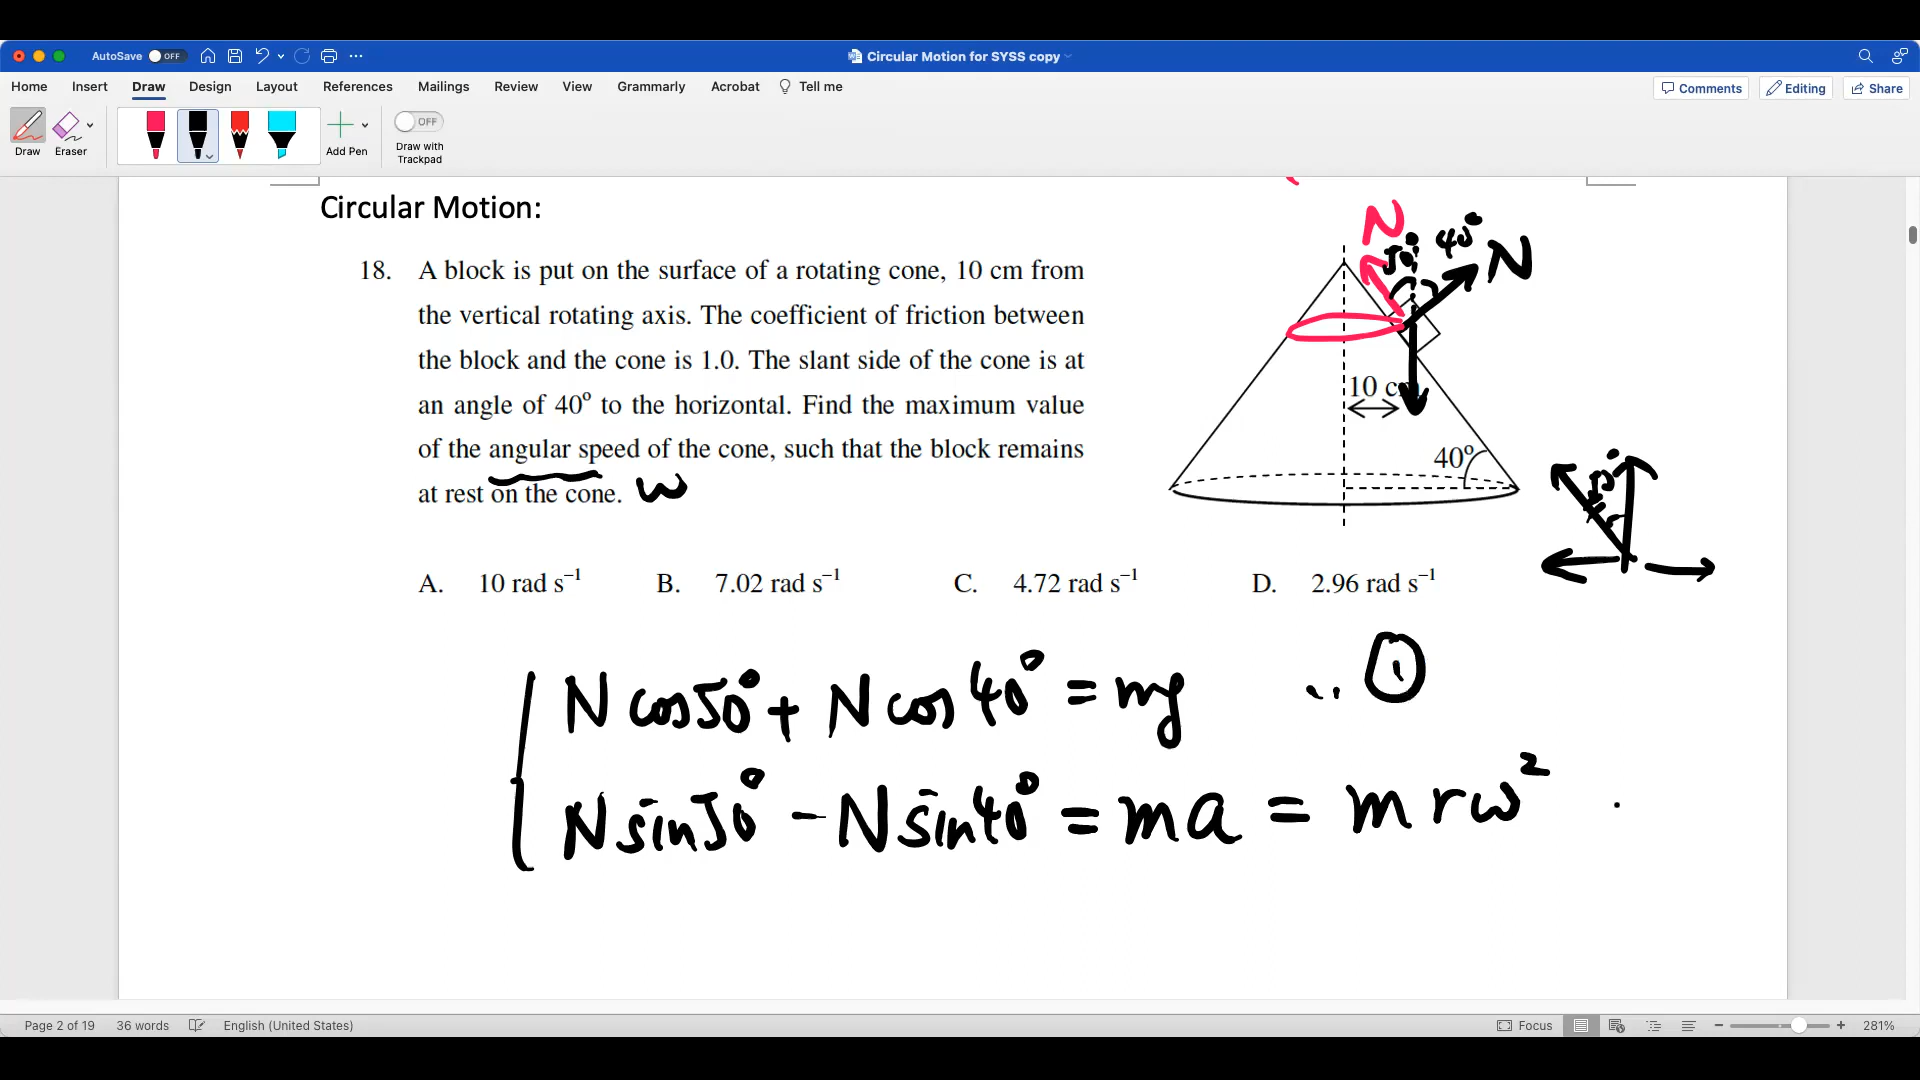 AutoSave OFF
Circular Motion for SYSS copy
Home Insert Draw Design Layout References Mailings Review View Grammarly Acrobat Tell me
Comments Editing Share
OFF
Draw Eraser Add Pen Draw with Trackpad
Circular Motion:
18. A block is put on the surface of a rotating cone, 10 cm from
the vertical rotating axis. The coefficient of friction between
the block and the cone is 1.0. The slant side of the cone is at
an angle of 40° to the horizontal. Find the maximum value
of the angular speed of the cone, such that the block remains
at rest on the cone. ω
N
50° 40° N
10 cm
40°
50°
A. 10 rad s⁻¹ B. 7.02 rad s⁻¹ C. 4.72 rad s⁻¹ D. 2.96 rad s⁻¹
N cos50° + N cos40° = mg .. ①
N sin50° - N sin40° = ma = mrω² .
Page 2 of 19 36 words English (United States) Focus 281%